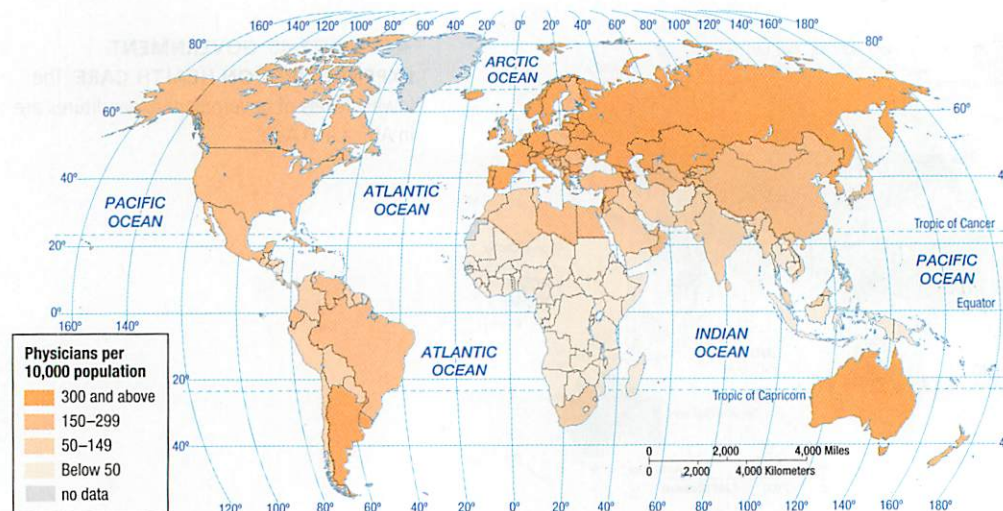 160° 140° 120° 100° 80° 60° 40° 20° 0° 20° 40° 60° 80° 100° 120° 140° 160° 180°
80° 80°
ARCTIC
OCEAN
60° 60°
40°
PACIFIC
OCEAN
ATLANTIC
OCEAN
Tropic of Cancer
20° 20°
PACIFIC
OCEAN
Equator
0° 0°
160° 140°
INDIAN
OCEAN
ATLANTIC
OCEAN
Physicians per
10,000 population
300 and above
150–299
50–149
Below 50
no data
20° 20°
Tropic of Capricorn
40°
0 2,000 4,000 Miles
0 2,000 4,000 Kilometers
120° 100° 80° 60° 40° 20° 0° 20° 40° 60° 80° 100° 120° 140° 160° 180°